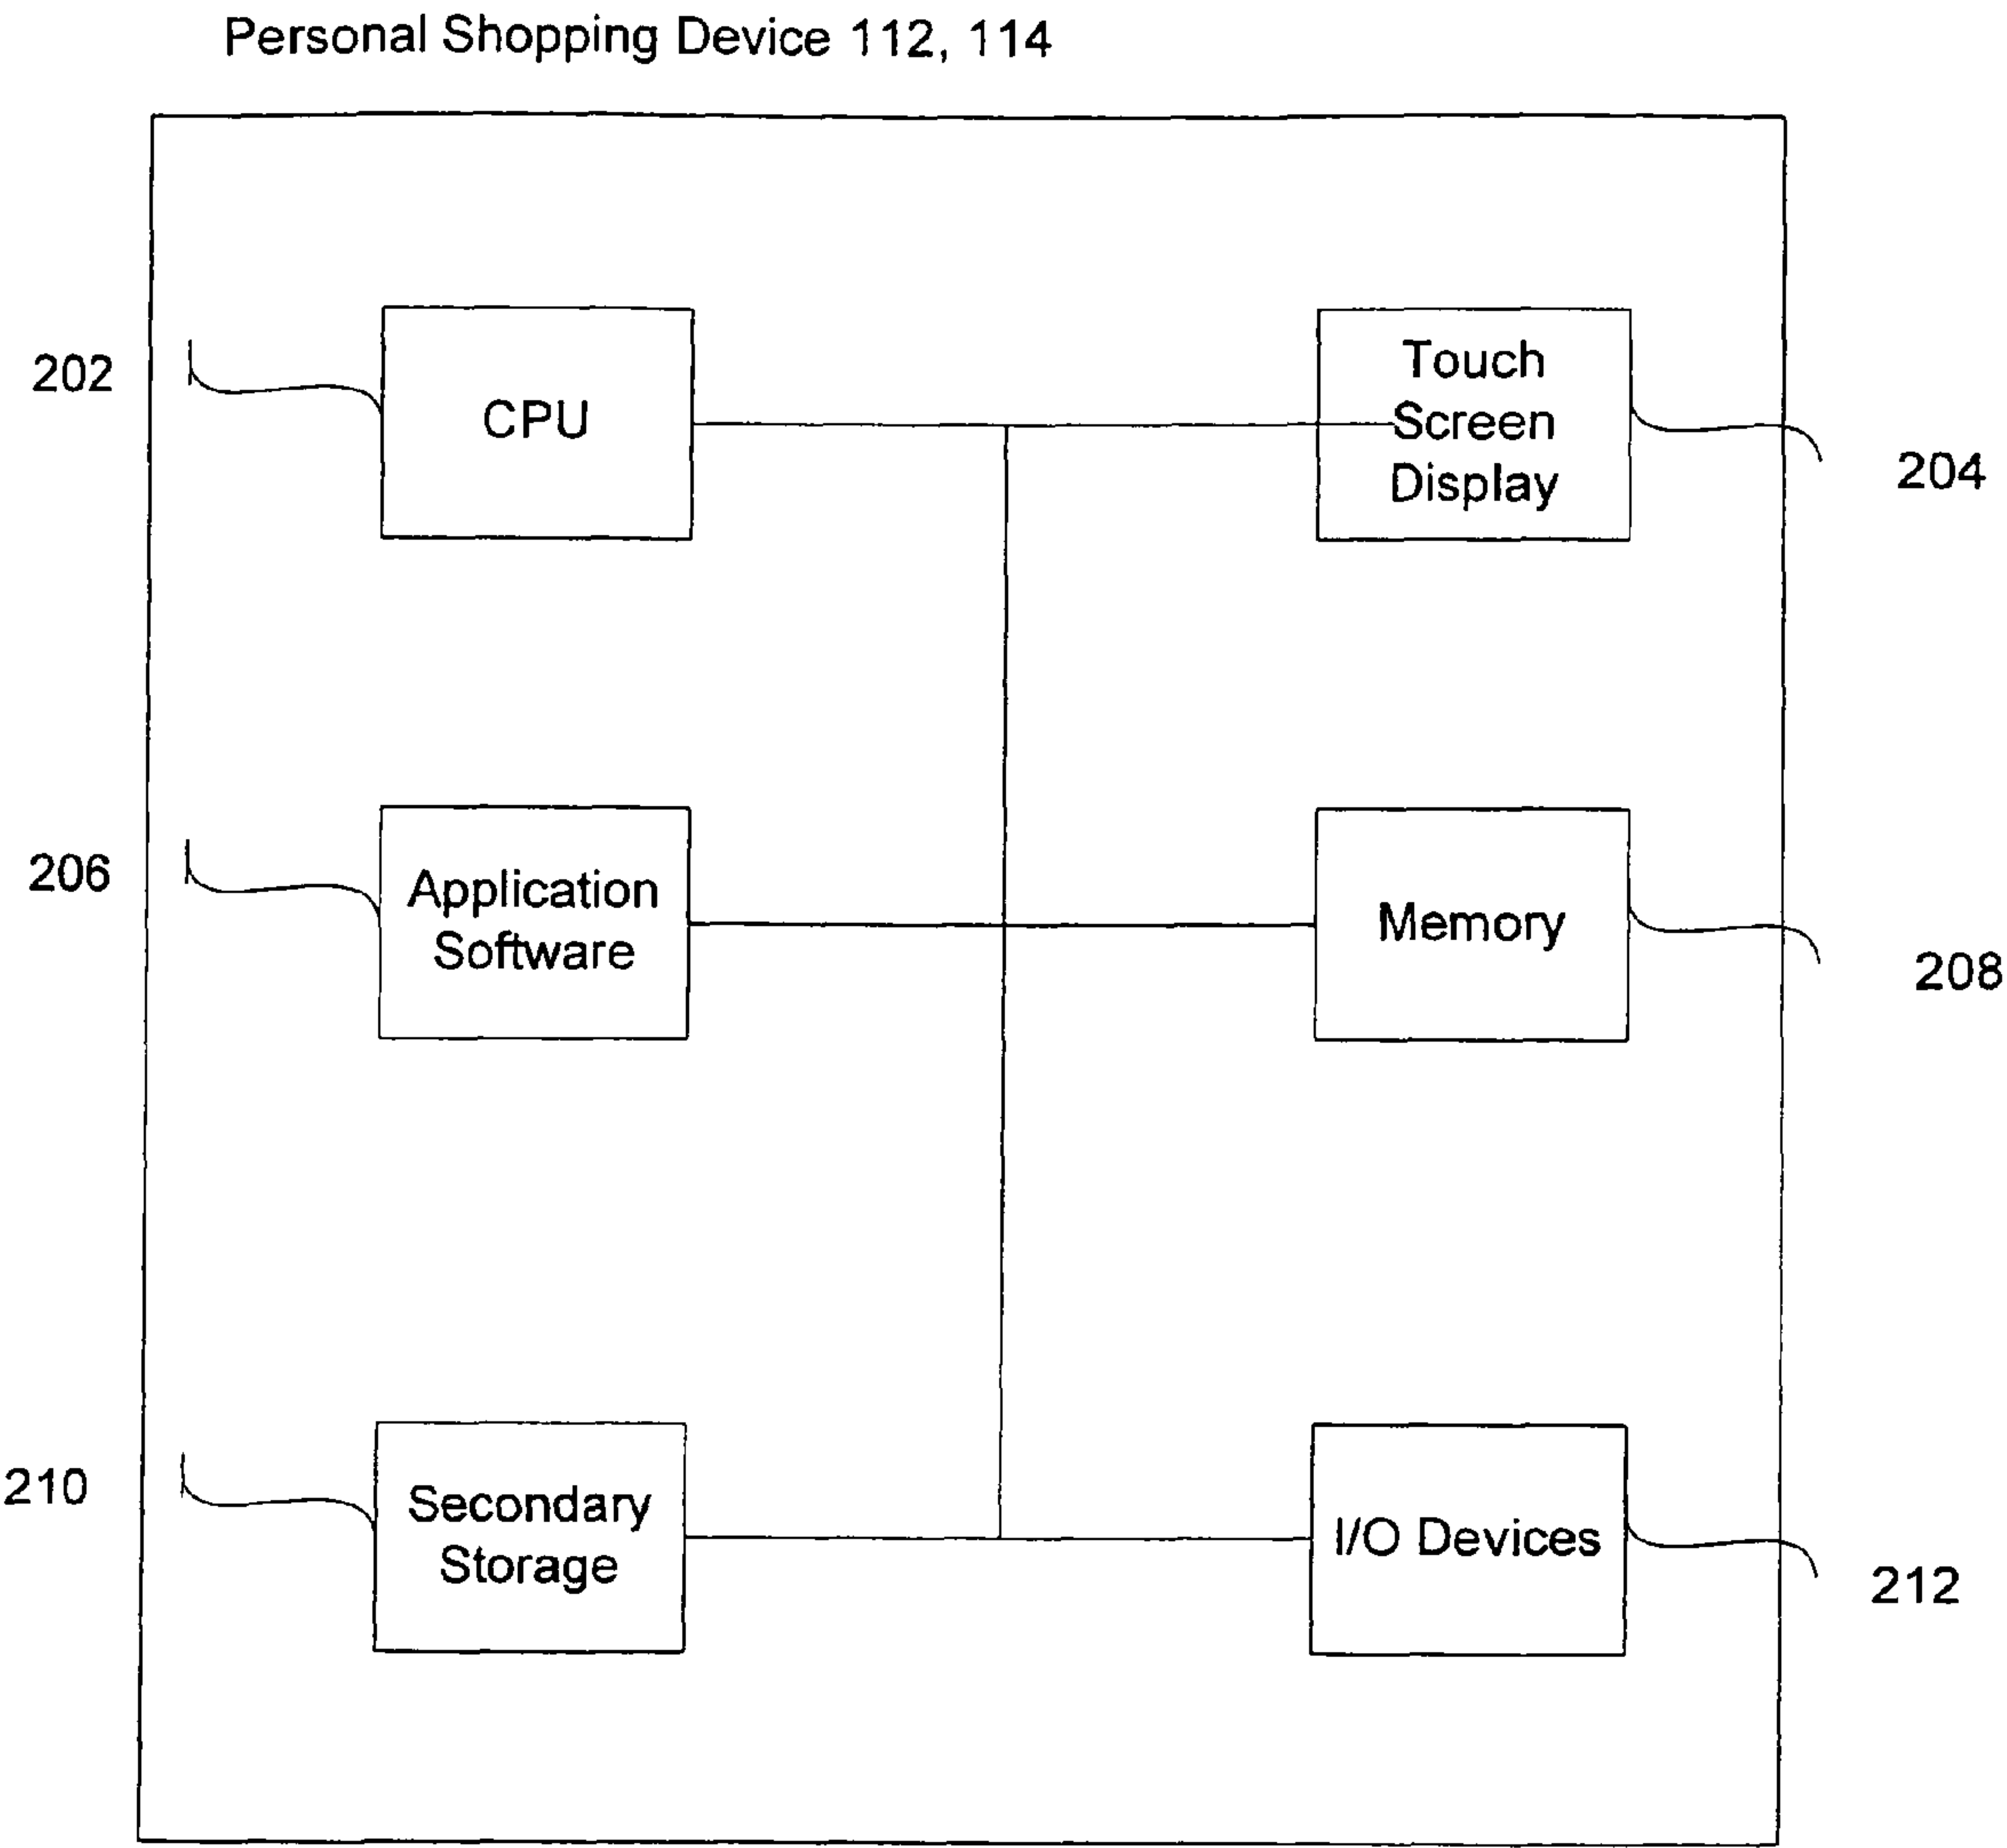 Personal Shopping Device 112, 114
202
CPU
Touch
Screen
Display
204
206
Application
Software
Memory
208
210
Secondary
Storage
I/O Devices
212